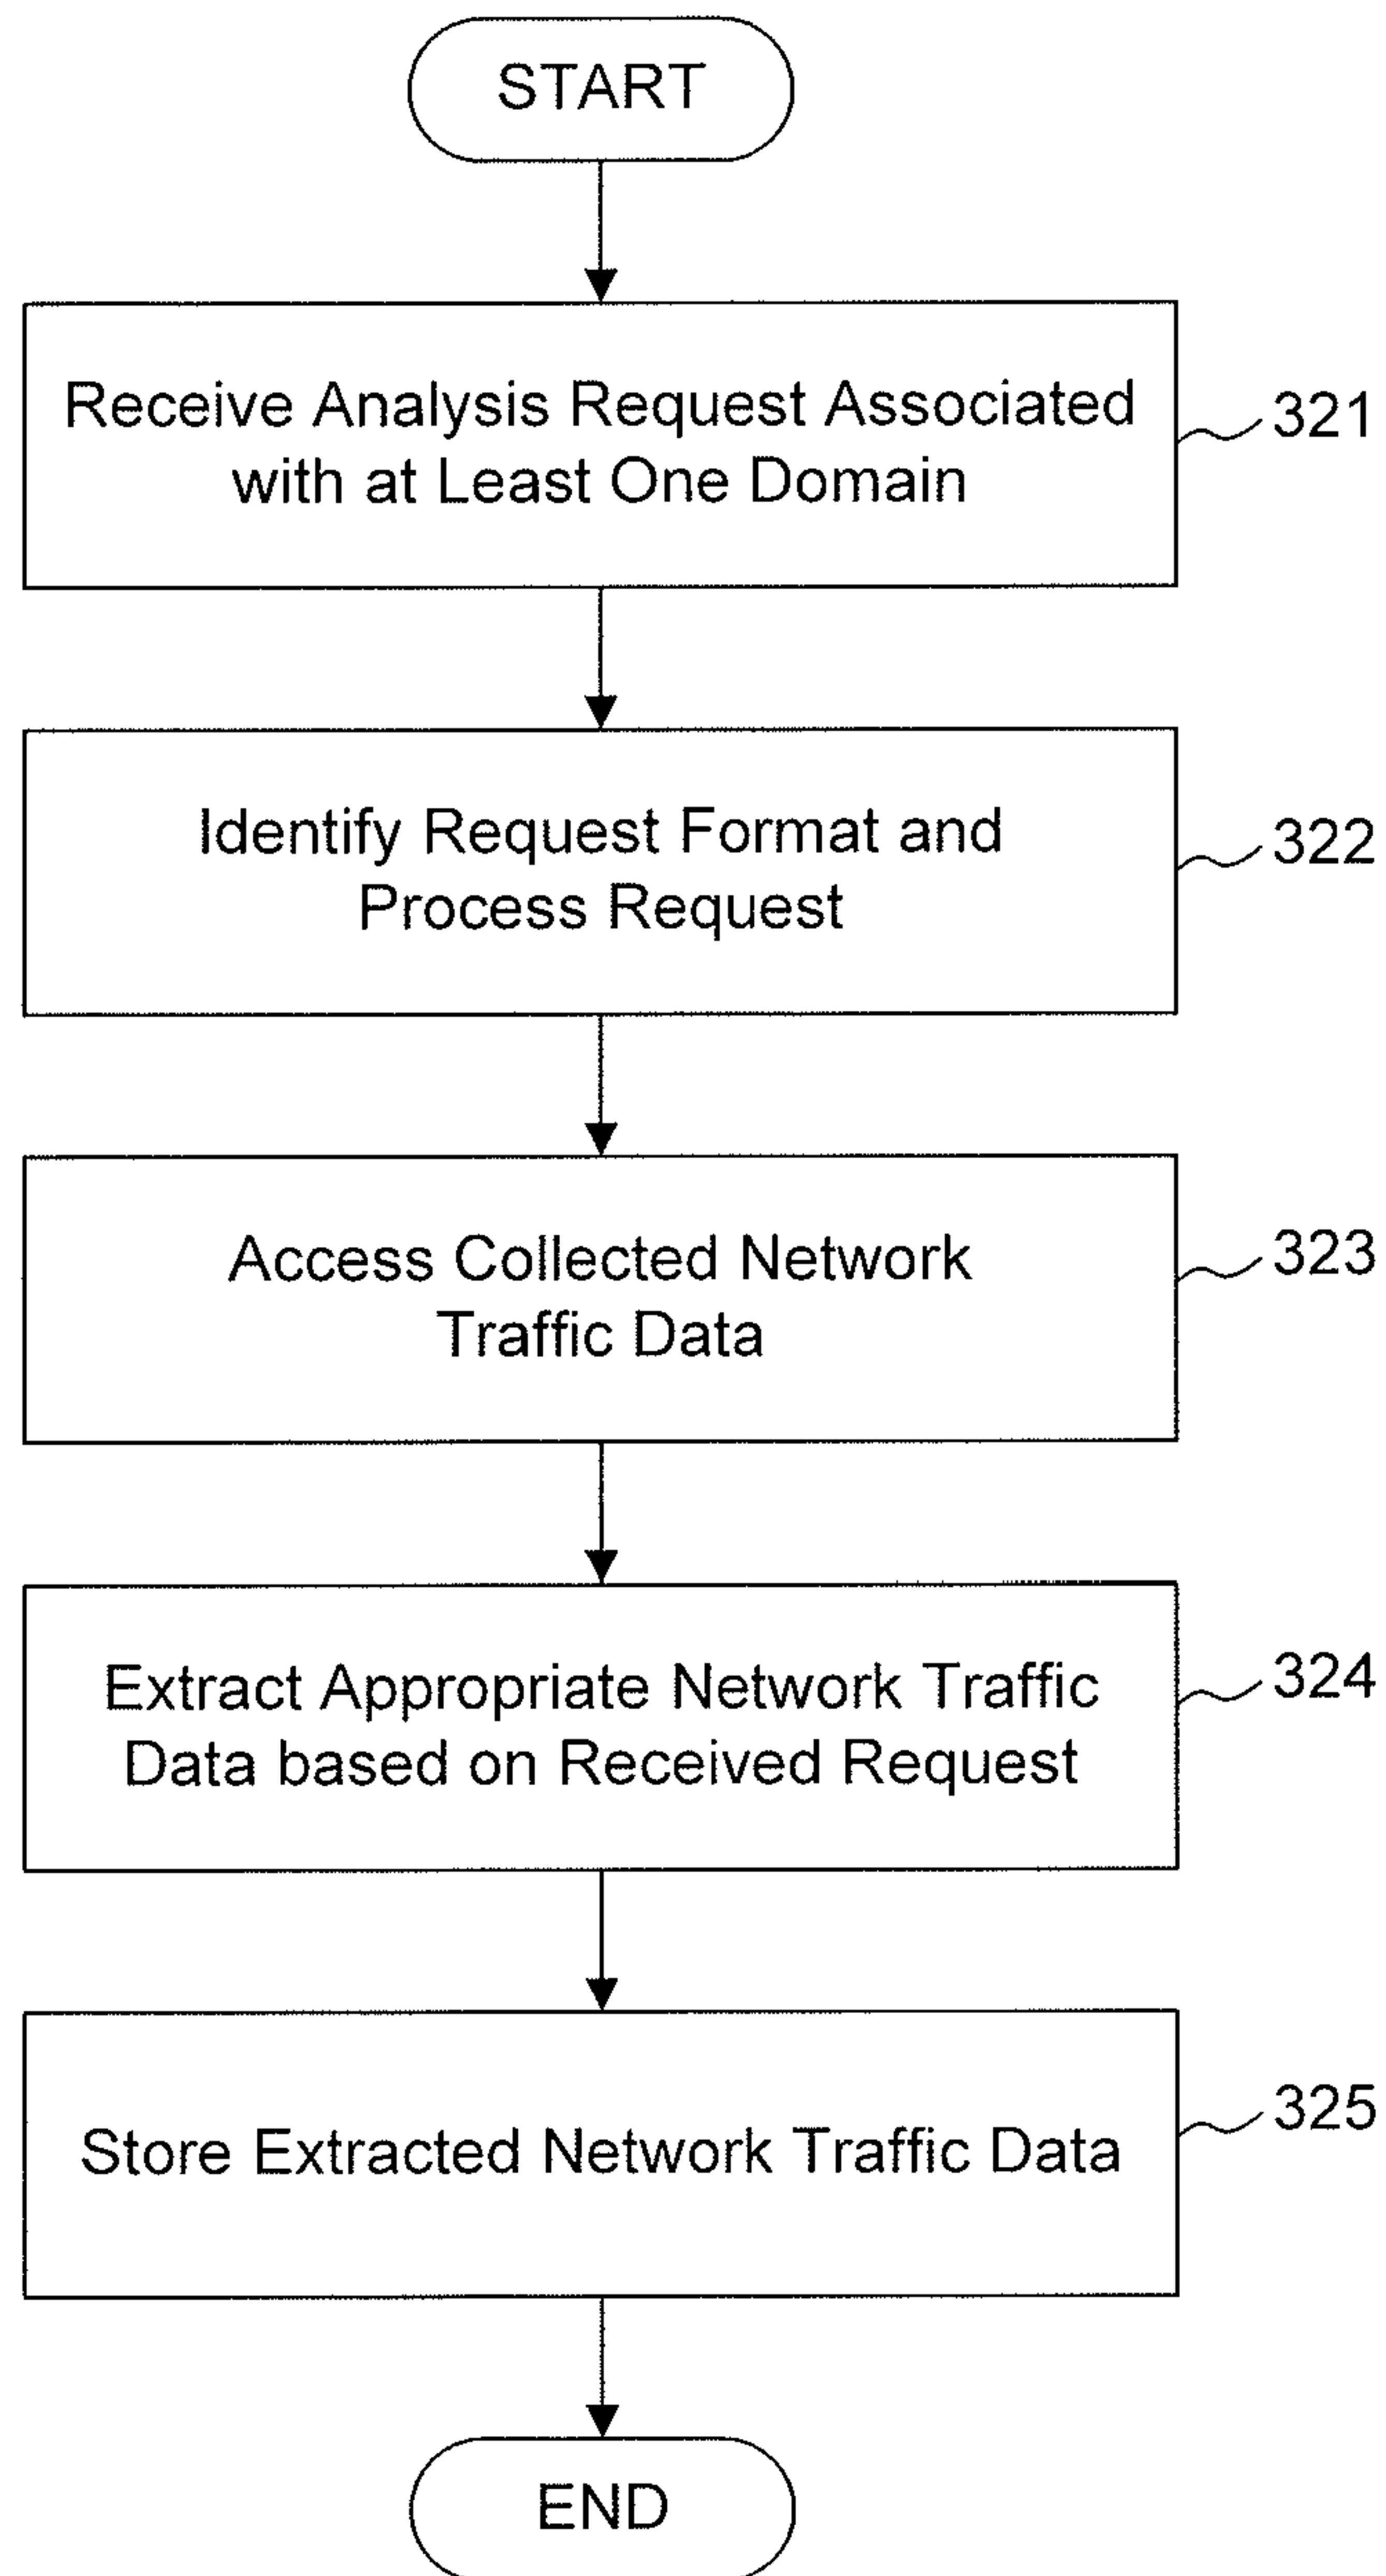 START
Receive Analysis Request Associated
with at Least One Domain
321
Identify Request Format and
Process Request
322
Access Collected Network
Traffic Data
323
Extract Appropriate Network Traffic
Data based on Received Request
324
Store Extracted Network Traffic Data
325
END